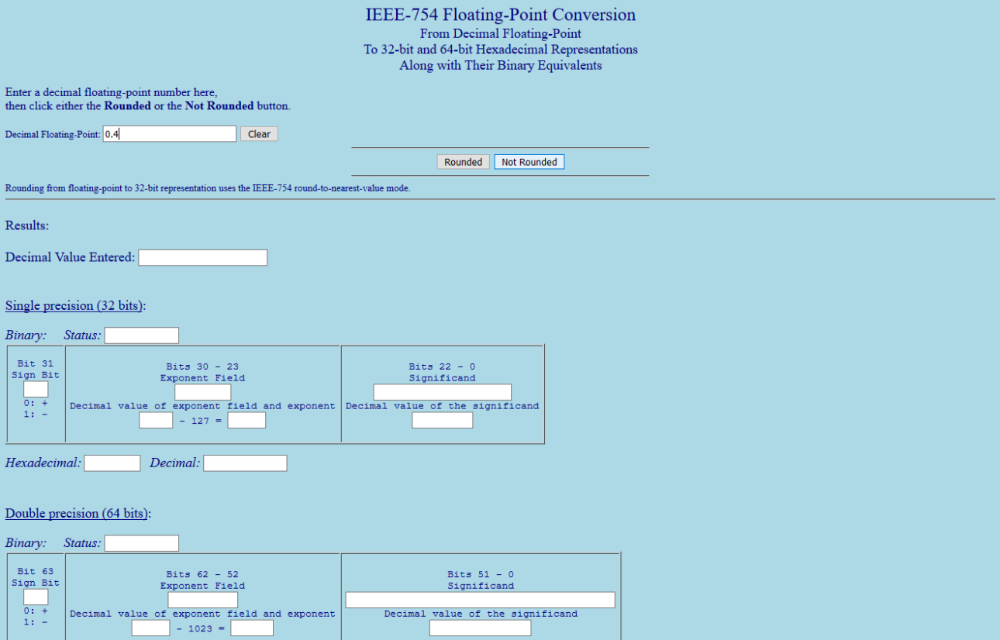 IEEE-754 Floating-Point Conversion
From Decimal Floating-Point
To 32-bit and 64-bit Hexadecimal Representations
Along with Their Binary Equivalents
Enter a decimal floating-point number here,
then click either the Rounded or the Not Rounded button.
Decimal Floating-Point: 0.4 Clear
Rounded Not Rounded
Rounding from floating-point to 32-bit representation uses the IEEE-754 round-to-nearest-value mode.
Results:
Decimal Value Entered:
Single precision (32 bits):
Binary: Status:
Bit 31
Sign Bit
0: +
1: -
Bits 30 - 23
Exponent Field
Decimal value of exponent field and exponent
- 127 =
Bits 22 - 0
Significand
Decimal value of the significand
Hexadecimal: Decimal:
Double precision (64 bits):
Binary: Status:
Bit 63
Sign Bit
0: +
1: -
Bits 62 - 52
Exponent Field
Decimal value of exponent field and exponent
- 1023 =
Bits 51 - 0
Significand
Decimal value of the significand